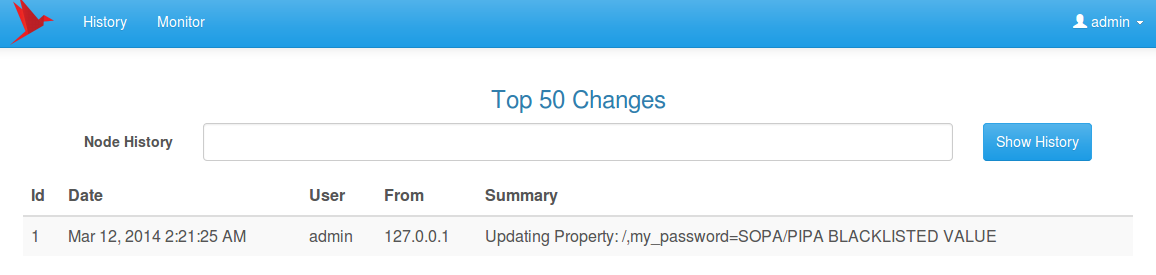 History Monitor admin
Top 50 Changes
Node History Show History
Id Date User From Summary
1 Mar 12, 2014 2:21:25 AM admin 127.0.0.1 Updating Property: /,my_password=SOPA/PIPA BLACKLISTED VALUE